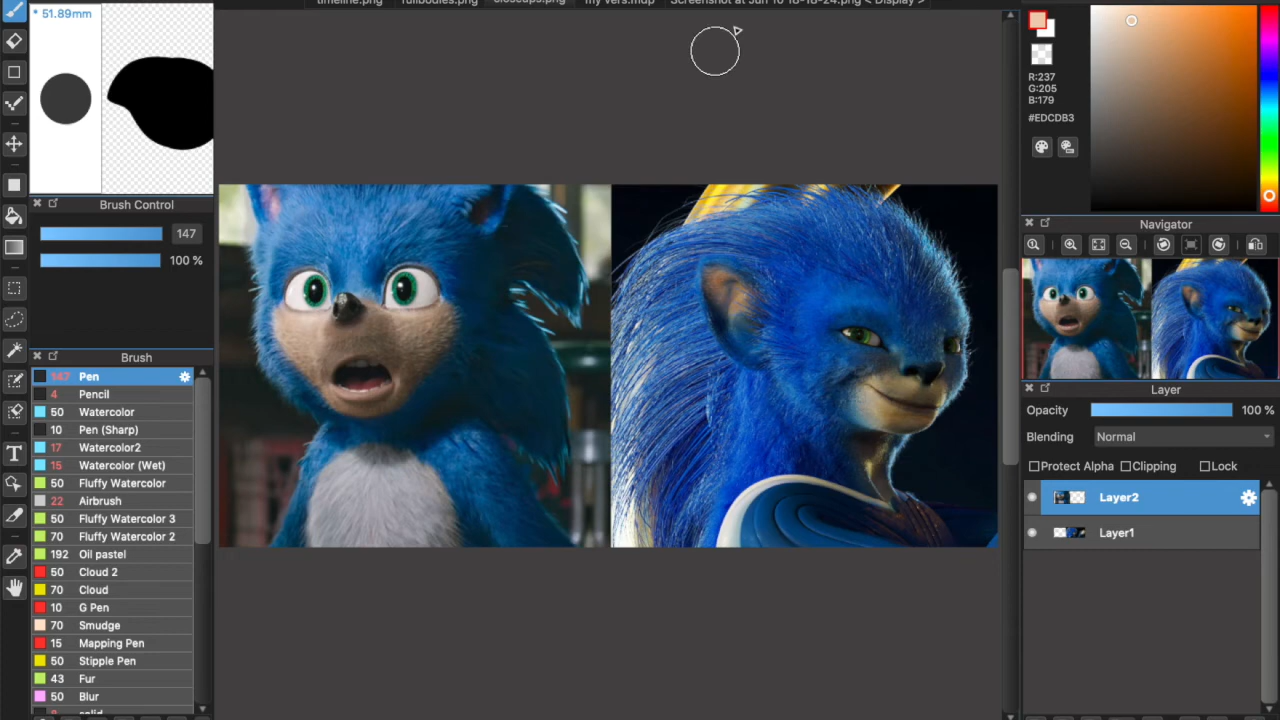 timeline.png
fullbodies.png
closeups.png
my vers.mdp
Screenshot at Jun 10 18-18-24.png < Display >
* 51.89mm
Brush Control
147
100 %
Brush
147 Pen
4 Pencil
50 Watercolor
10 Pen (Sharp)
17 Watercolor2
15 Watercolor (Wet)
50 Fluffy Watercolor
22 Airbrush
50 Fluffy Watercolor 3
70 Fluffy Watercolor 2
192 Oil pastel
50 Cloud 2
70 Cloud
10 G Pen
70 Smudge
15 Mapping Pen
50 Stipple Pen
43 Fur
50 Blur
solid
R:237
G:205
B:179
#EDCDB3
Navigator
Layer
Opacity 100 %
Blending Normal
Protect Alpha Clipping Lock
Layer2
Layer1